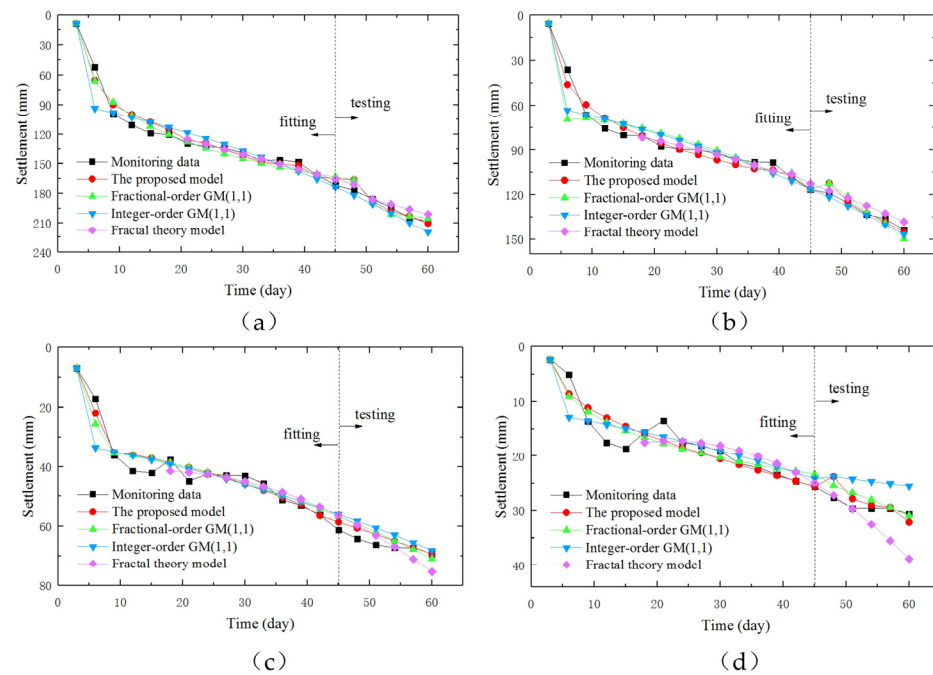 (a)
Settlement (mm)
0
30
60
90
120
150
180
210
240
fitting
testing
Monitoring data
The proposed model
Fractional-order GM(1,1)
Integer-order GM(1,1)
Fractal theory model
0 10 20 30 40 50 60
Time (day)
(b)
Settlement (mm)
0
30
60
90
120
150
fitting
testing
Monitoring data
The proposed model
Fractional-order GM(1,1)
Integer-order GM(1,1)
Fractal theory model
0 10 20 30 40 50 60
Time (day)
(c)
Settlement (mm)
0
20
40
60
80
fitting
testing
Monitoring data
The proposed model
Fractional-order GM(1,1)
Integer-order GM(1,1)
Fractal theory model
0 10 20 30 40 50 60
Time (day)
(d)
Settlement (mm)
0
10
20
30
40
fitting
testing
Monitoring data
The proposed model
Fractional-order GM(1,1)
Integer-order GM(1,1)
Fractal theory model
0 10 20 30 40 50 60
Time (day)